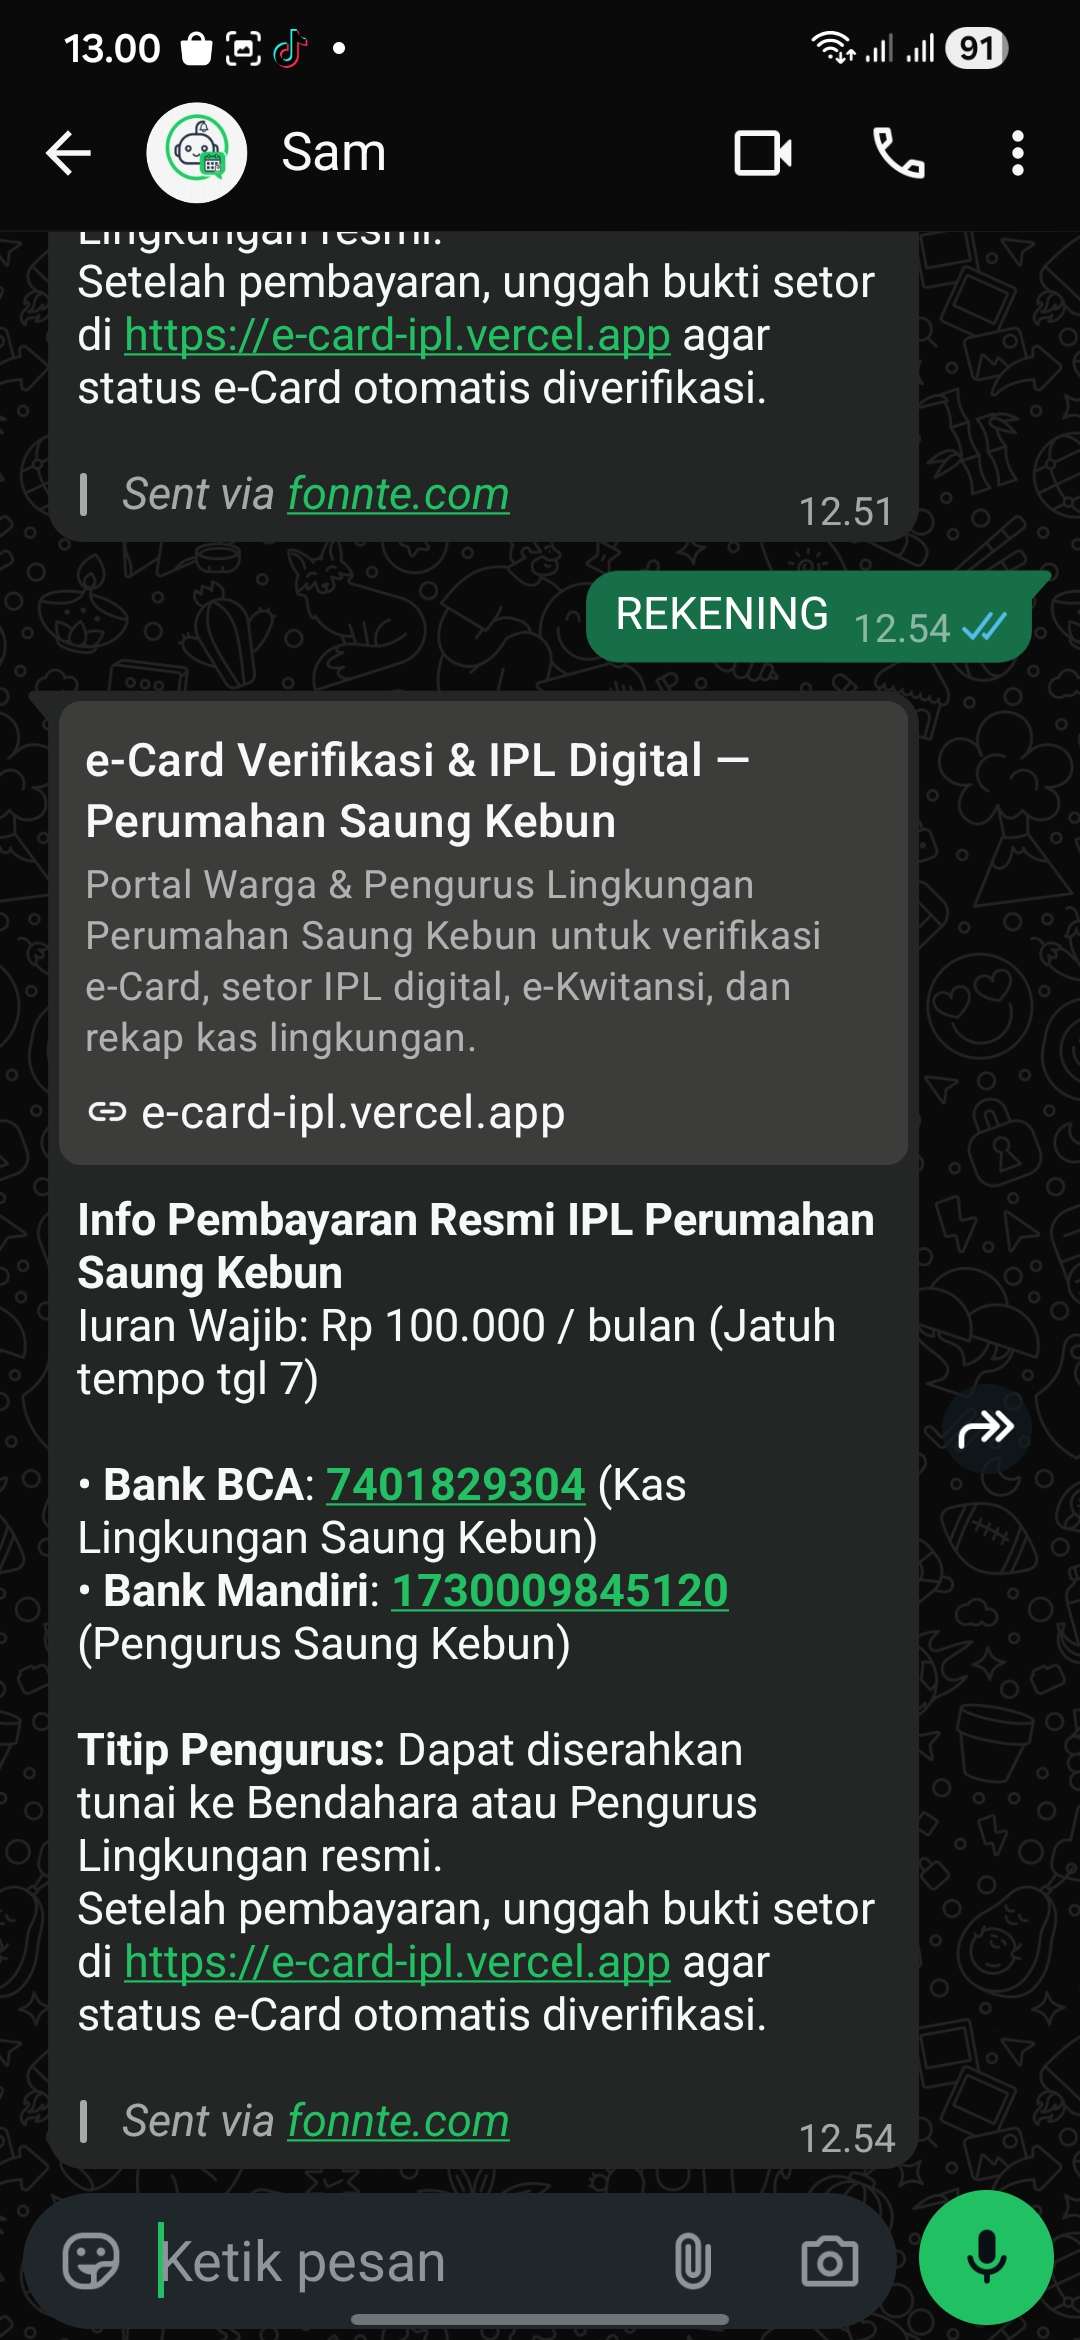 13.00
91
Sam
Lingkungan resmi.
Setelah pembayaran, unggah bukti setor
di https://e-card-ipl.vercel.app agar
status e-Card otomatis diverifikasi.
Sent via fonnte.com
12.51
REKENING 12.54
e-Card Verifikasi & IPL Digital —
Perumahan Saung Kebun
Portal Warga & Pengurus Lingkungan
Perumahan Saung Kebun untuk verifikasi
e-Card, setor IPL digital, e-Kwitansi, dan
rekap kas lingkungan.
e-card-ipl.vercel.app
Info Pembayaran Resmi IPL Perumahan
Saung Kebun
Iuran Wajib: Rp 100.000 / bulan (Jatuh
tempo tgl 7)
• Bank BCA: 7401829304 (Kas
Lingkungan Saung Kebun)
• Bank Mandiri: 1730009845120
(Pengurus Saung Kebun)
Titip Pengurus: Dapat diserahkan
tunai ke Bendahara atau Pengurus
Lingkungan resmi.
Setelah pembayaran, unggah bukti setor
di https://e-card-ipl.vercel.app agar
status e-Card otomatis diverifikasi.
Sent via fonnte.com
12.54
Ketik pesan